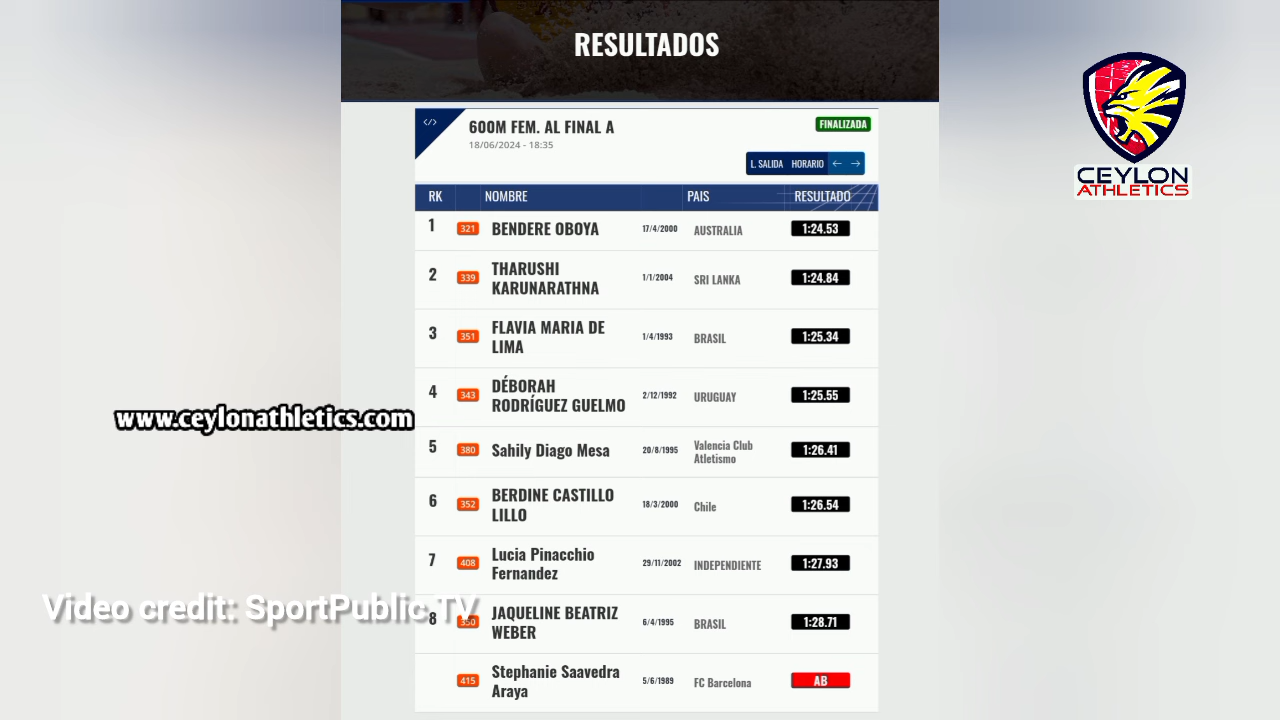 RESULTADOS
</>
600M FEM. AL FINAL A
FINALIZADA
18/06/2024 - 18:35
L. SALIDA HORARIO ← →
RK NOMBRE PAIS RESULTADO
1 321 BENDERE OBOYA 17/4/2000 AUSTRALIA 1:24.53
2 339 THARUSHI KARUNARATHNA 1/1/2004 SRI LANKA 1:24.84
3 351 FLAVIA MARIA DE LIMA 1/4/1993 BRASIL 1:25.34
4 343 DÉBORAH RODRÍGUEZ GUELMO 2/12/1992 URUGUAY 1:25.55
5 380 Sahily Diago Mesa 20/8/1995 Valencia Club Atletismo 1:26.41
6 352 BERDINE CASTILLO LILLO 18/3/2000 Chile 1:26.54
7 408 Lucia Pinacchio Fernandez 29/11/2002 INDEPENDIENTE 1:27.93
8 350 JAQUELINE BEATRIZ WEBER 6/4/1995 BRASIL 1:28.71
415 Stephanie Saavedra Araya 5/6/1989 FC Barcelona AB
CEYLON
ATHLETICS
www.ceylonathletics.com
Video credit: SportPublic TV